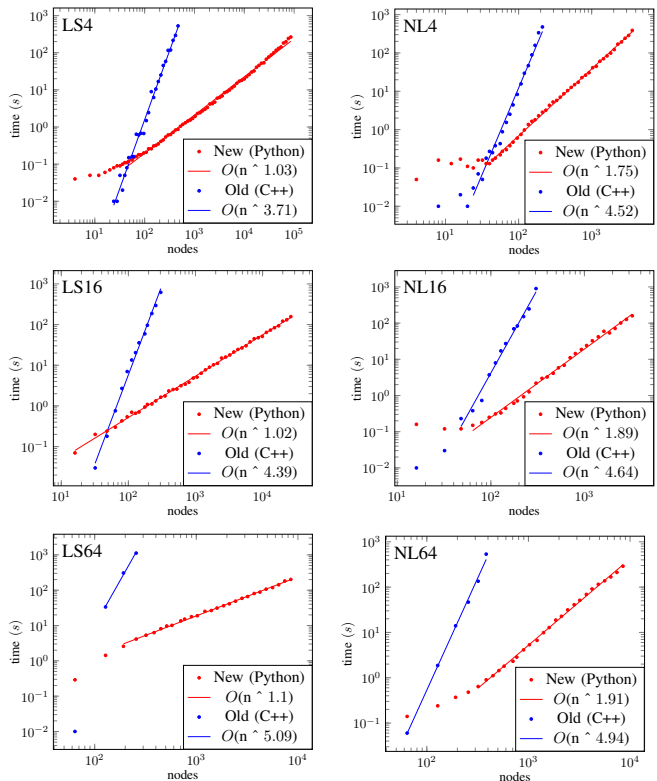 LS4
10^3
10^2
10^1
10^0
10^-1
10^-2
time (s)
New (Python)
O(n ^ 1.03)
Old (C++)
O(n ^ 3.71)
10^1
10^2
10^3
10^4
10^5
nodes
NL4
10^3
10^2
10^1
10^0
10^-1
10^-2
time (s)
New (Python)
O(n ^ 1.75)
Old (C++)
O(n ^ 4.52)
10^1
10^2
10^3
nodes
LS16
10^3
10^2
10^1
10^0
10^-1
time (s)
New (Python)
O(n ^ 1.02)
Old (C++)
O(n ^ 4.39)
10^1
10^2
10^3
10^4
nodes
NL16
10^3
10^2
10^1
10^0
10^-1
10^-2
time (s)
New (Python)
O(n ^ 1.89)
Old (C++)
O(n ^ 4.64)
10^2
10^3
nodes
LS64
10^3
10^2
10^1
10^0
10^-1
10^-2
time (s)
New (Python)
O(n ^ 1.1)
Old (C++)
O(n ^ 5.09)
10^2
10^3
10^4
nodes
NL64
10^3
10^2
10^1
10^0
10^-1
time (s)
New (Python)
O(n ^ 1.91)
Old (C++)
O(n ^ 4.94)
10^2
10^3
10^4
nodes